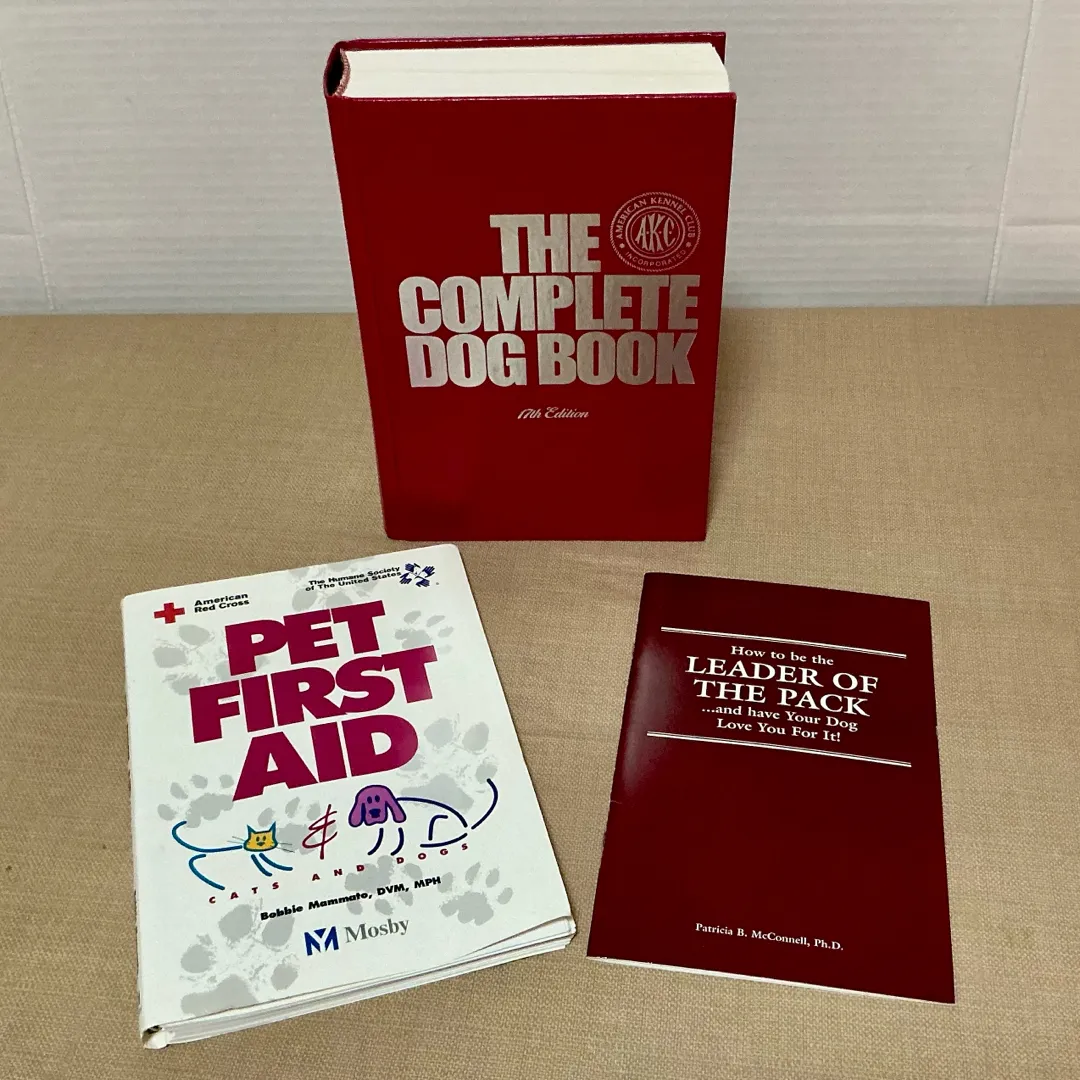 THE
COMPLETE
DOG BOOK
AMERICAN KENNEL CLUB
AKC
INCORPORATED
17th Edition
American
Red Cross
The Humane Society
of The United States
PET
FIRST
AID
&
CATS AND DOGS
Bobbie Mammato, DVM, MPH
Mosby
How to be the
LEADER OF
THE PACK
...and have Your Dog
Love You For It!
Patricia B. McConnell, Ph.D.